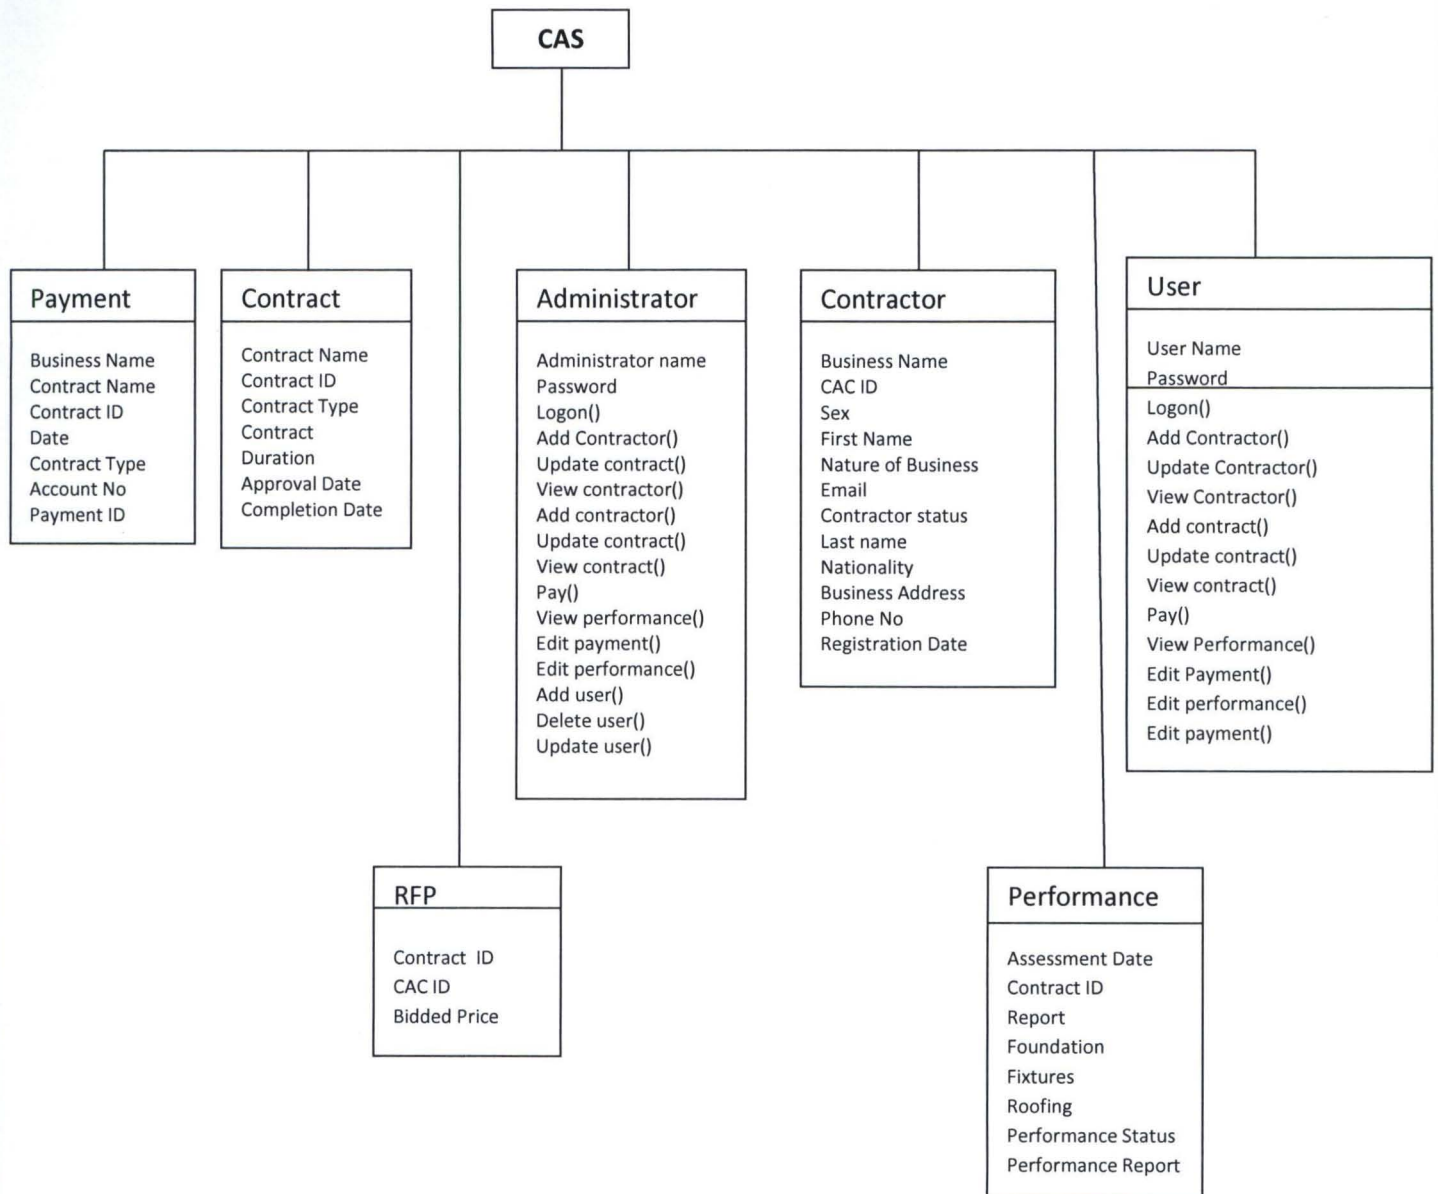 CAS
Payment
Business Name
Contract Name
Contract ID
Date
Contract Type
Account No
Payment ID
Contract
Contract Name
Contract ID
Contract Type
Contract
Duration
Approval Date
Completion Date
Administrator
Administrator name
Password
Logon()
Add Contractor()
Update contract()
View contractor()
Add contractor()
Update contract()
View contract()
Pay()
View performance()
Edit payment()
Edit performance()
Add user()
Delete user()
Update user()
Contractor
Business Name
CAC ID
Sex
First Name
Nature of Business
Email
Contractor status
Last name
Nationality
Business Address
Phone No
Registration Date
User
User Name
Password
Logon()
Add Contractor()
Update Contractor()
View Contractor()
Add contract()
Update contract()
View contract()
Pay()
View Performance()
Edit Payment()
Edit performance()
Edit payment()
RFP
Contract  ID
CAC ID
Bidded Price
Performance
Assessment Date
Contract ID
Report
Foundation
Fixtures
Roofing
Performance Status
Performance Report